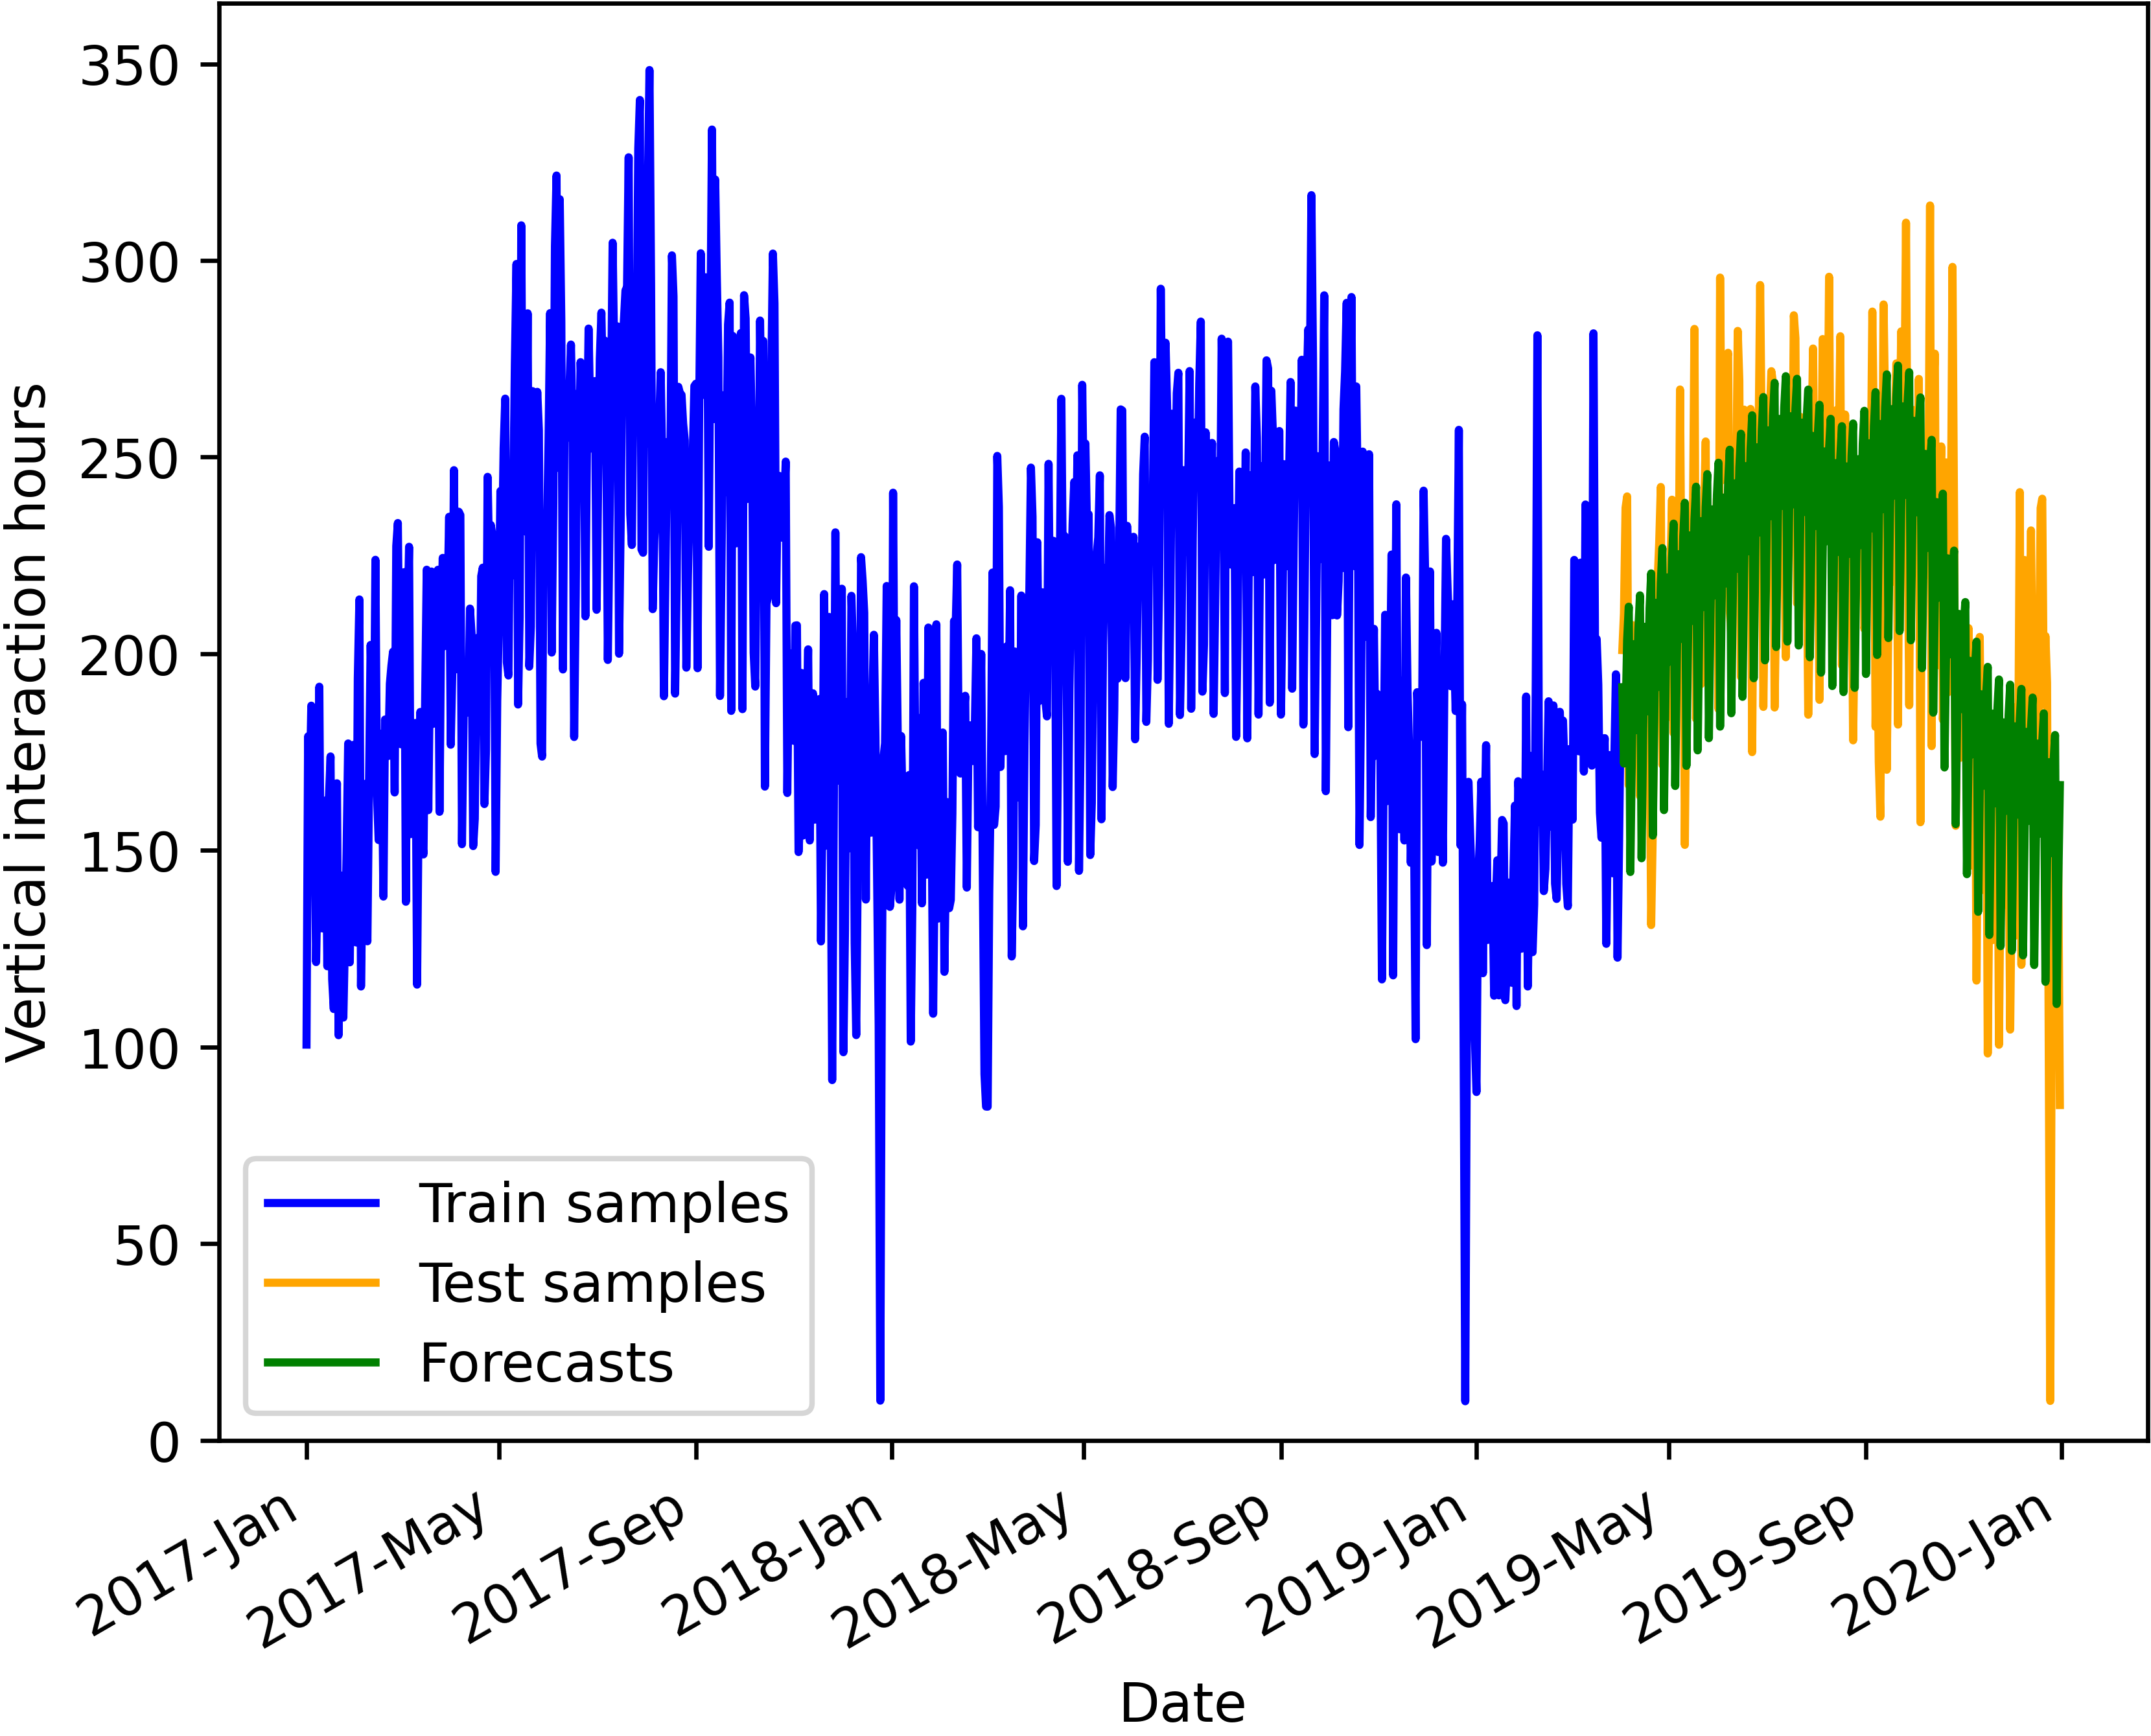 350
300
250
200
150
100
50
0
Vertical interaction hours
Train samples
Test samples
Forecasts
2017-Jan
2017-May
2017-Sep
2018-Jan
2018-May
2018-Sep
2019-Jan
2019-May
2019-Sep
2020-Jan
Date